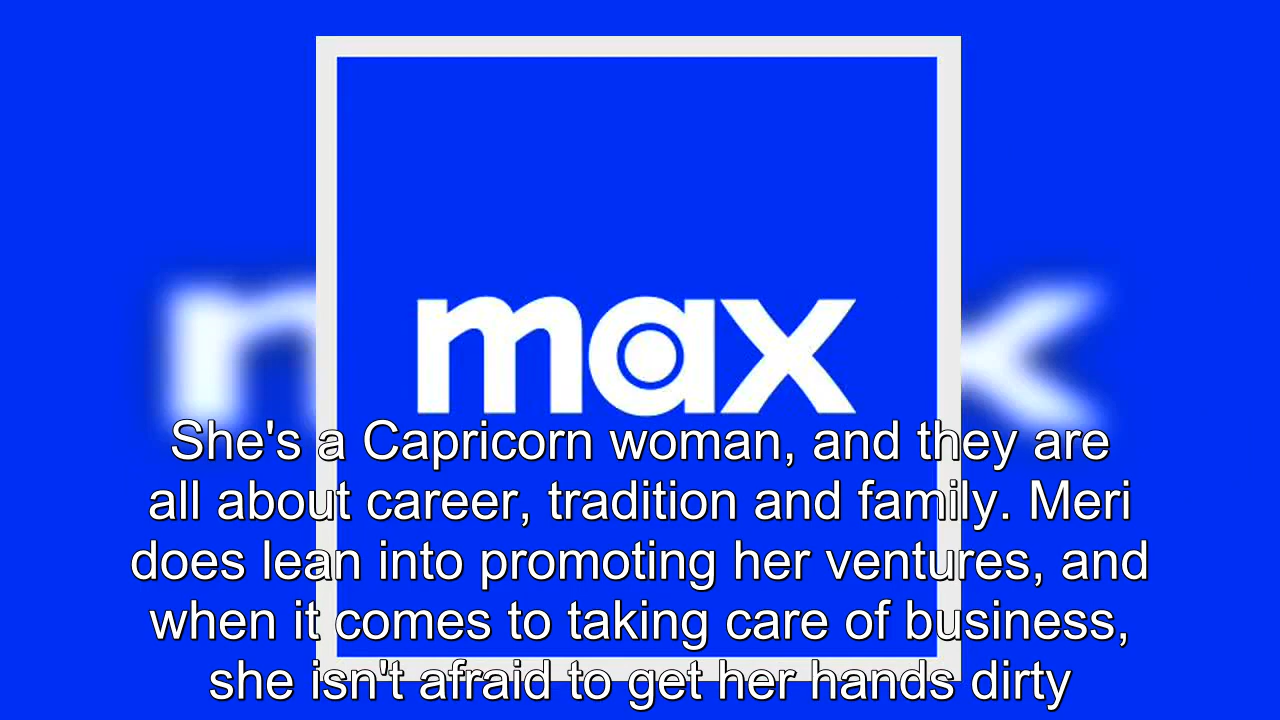 max
She's a Capricorn woman, and they are
all about career, tradition and family. Meri
does lean into promoting her ventures, and
when it comes to taking care of business,
she isn't afraid to get her hands dirty